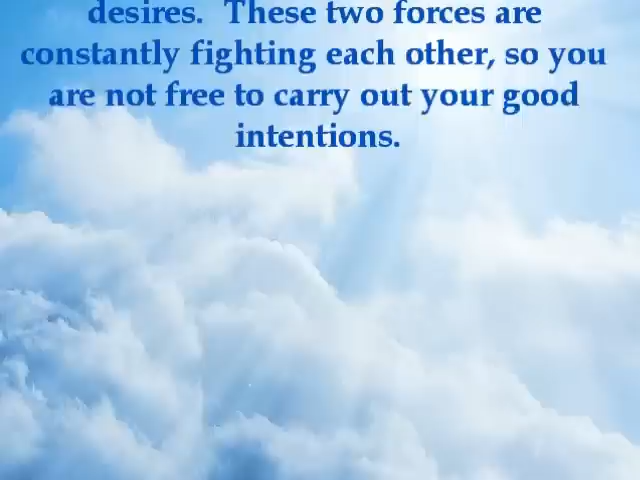 desires.  These two forces are
constantly fighting each other, so you
are not free to carry out your good
intentions.